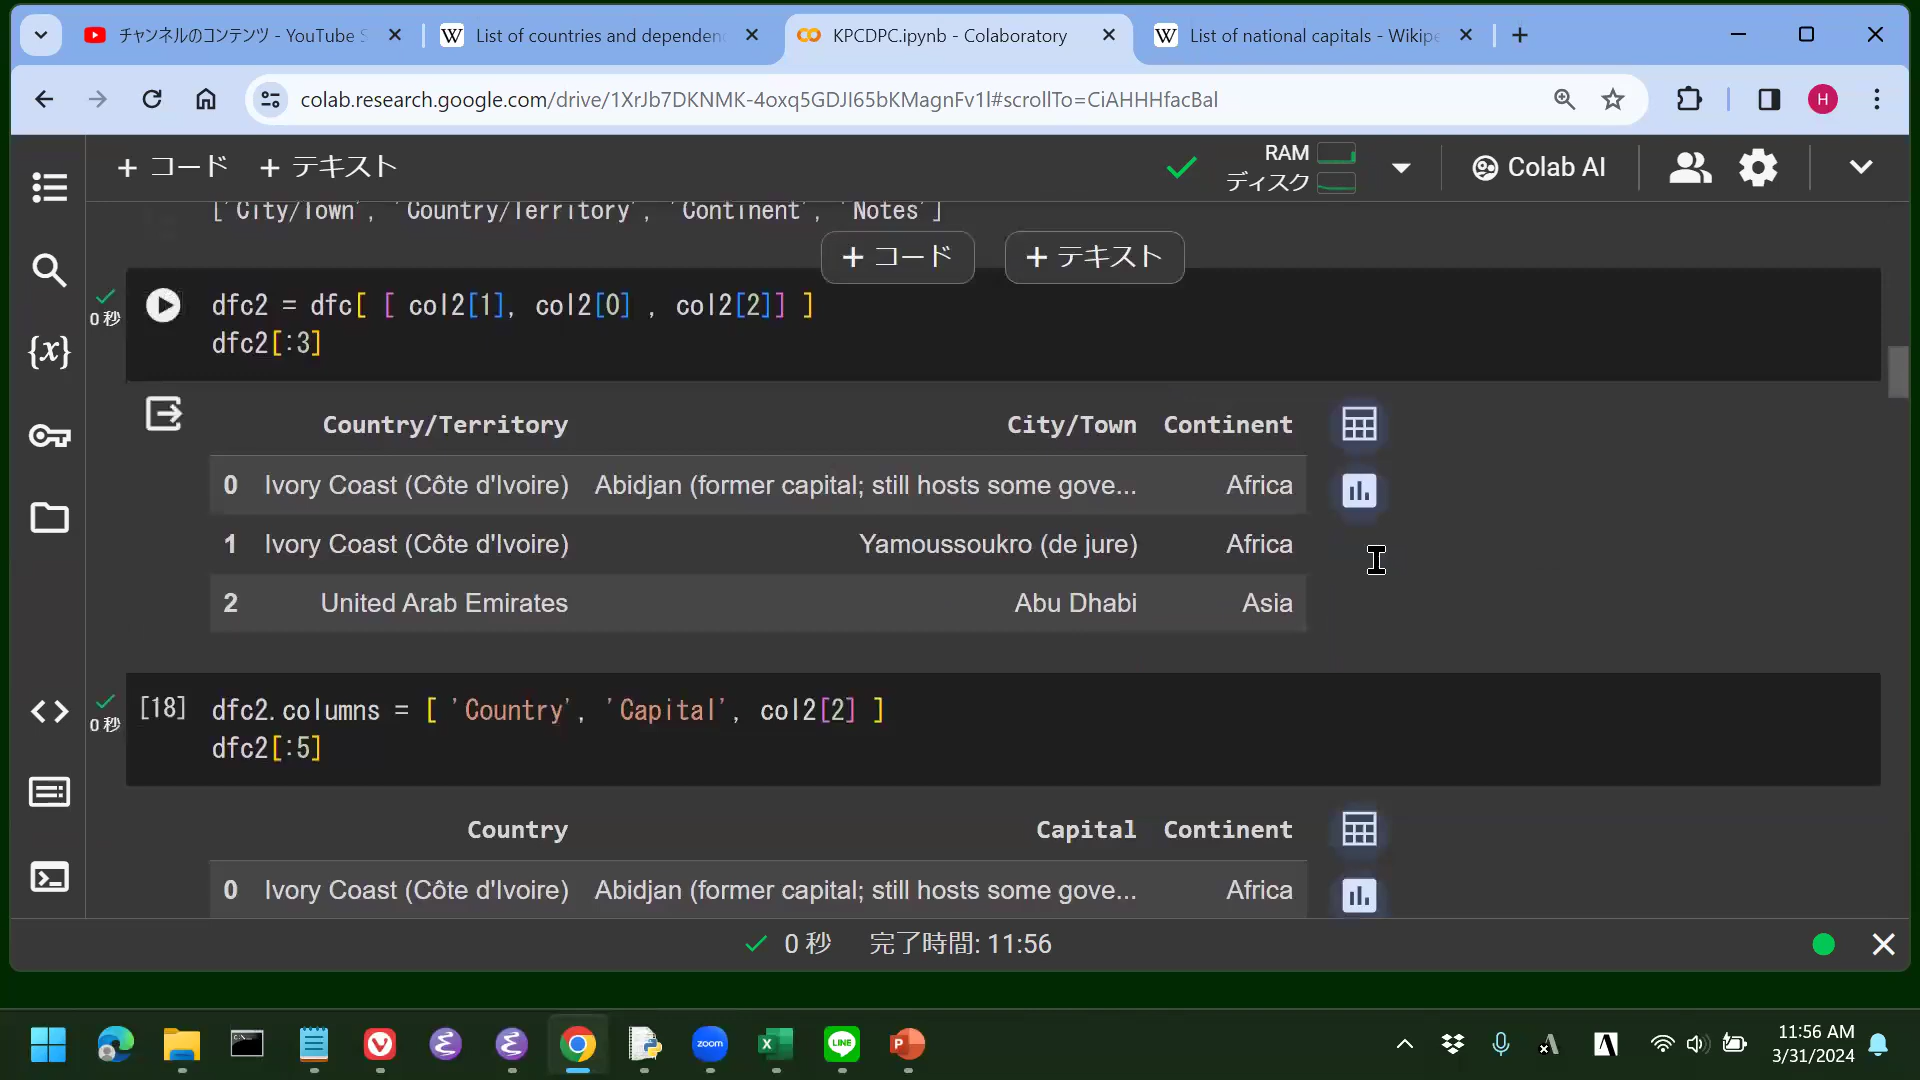 チャンネルのコンテンツ - YouTube S
List of countries and dependen
KPCDPC.ipynb - Colaboratory
List of national capitals - Wikipe
colab.research.google.com/drive/1XrJb7DKNMK-4oxq5GDJI65bKMagnFv1l#scrollTo=CiAHHHfacBal
H
+ コード + テキスト
RAM
ディスク
Colab AI
['City/Town', 'Country/Territory', 'Continent', 'Notes']
+ コード + テキスト
0 秒
dfc2 = dfc[ [ col2[1], col2[0] , col2[2]] ]
dfc2[:3]
Country/Territory City/Town Continent
0 Ivory Coast (Côte d'Ivoire) Abidjan (former capital; still hosts some gove... Africa
1 Ivory Coast (Côte d'Ivoire) Yamoussoukro (de jure) Africa
2 United Arab Emirates Abu Dhabi Asia
0 秒
[18] dfc2.columns = [ 'Country', 'Capital', col2[2] ]
dfc2[:5]
Country Capital Continent
0 Ivory Coast (Côte d'Ivoire) Abidjan (former capital; still hosts some gove... Africa
0 秒 完了時間: 11:56
zoom
LINE
11:56 AM
3/31/2024